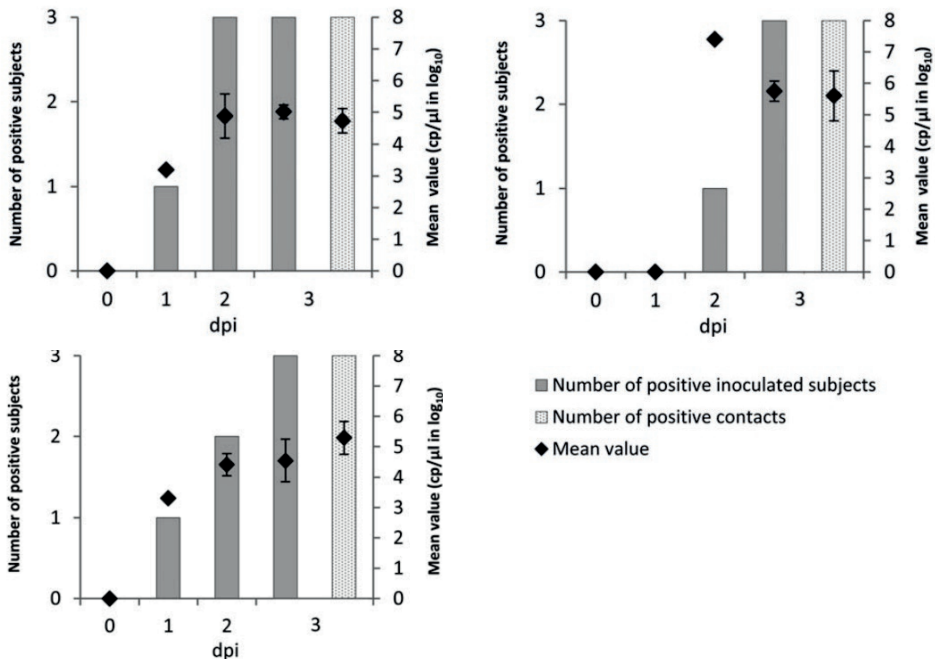 3
2
1
0
Number of positive subjects
8
7
6
5
4
3
2
1
0
Mean value (cp/µl in log10)
0 1 2 3
dpi
3
2
1
0
Number of positive subjects
8
7
6
5
4
3
2
1
0
Mean value (cp/µl in log10)
0 1 2 3
dpi
3
2
1
0
Number of positive subjects
8
7
6
5
4
3
2
1
0
Mean value (cp/µl in log10)
0 1 2 3
dpi
Number of positive inoculated subjects
Number of positive contacts
Mean value